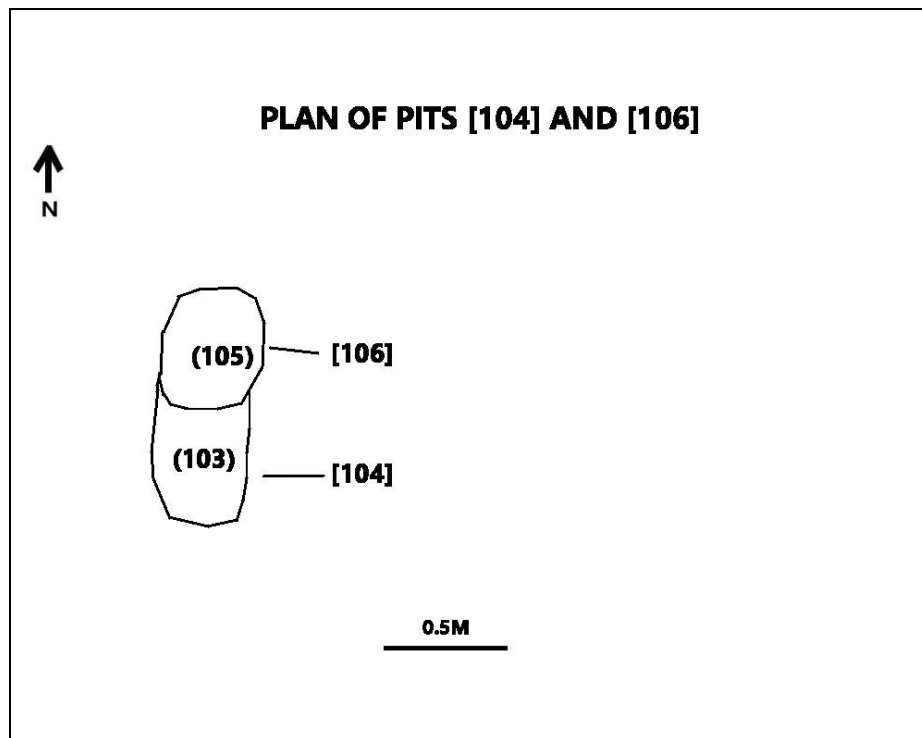 PLAN OF PITS [104] AND [106]
N
(105)
[106]
(103)
[104]
0.5M